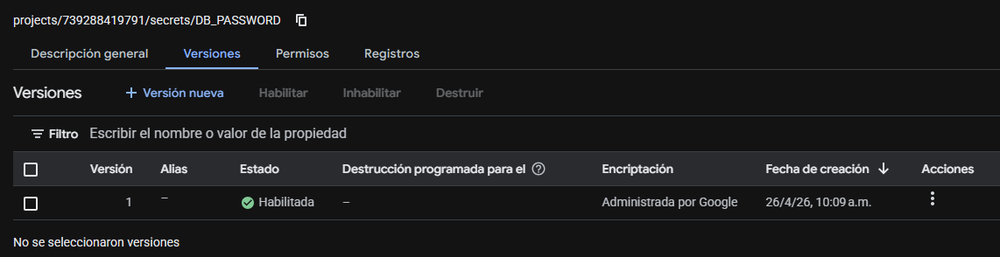 projects/739288419791/secrets/DB_PASSWORD
Descripción general Versiones Permisos Registros
Versiones + Versión nueva Habilitar Inhabilitar Destruir
Filtro Escribir el nombre o valor de la propiedad
Versión Alias Estado Destrucción programada para el Encriptación Fecha de creación Acciones
1 – Habilitada – Administrada por Google 26/4/26, 10:09 a.m.
No se seleccionaron versiones